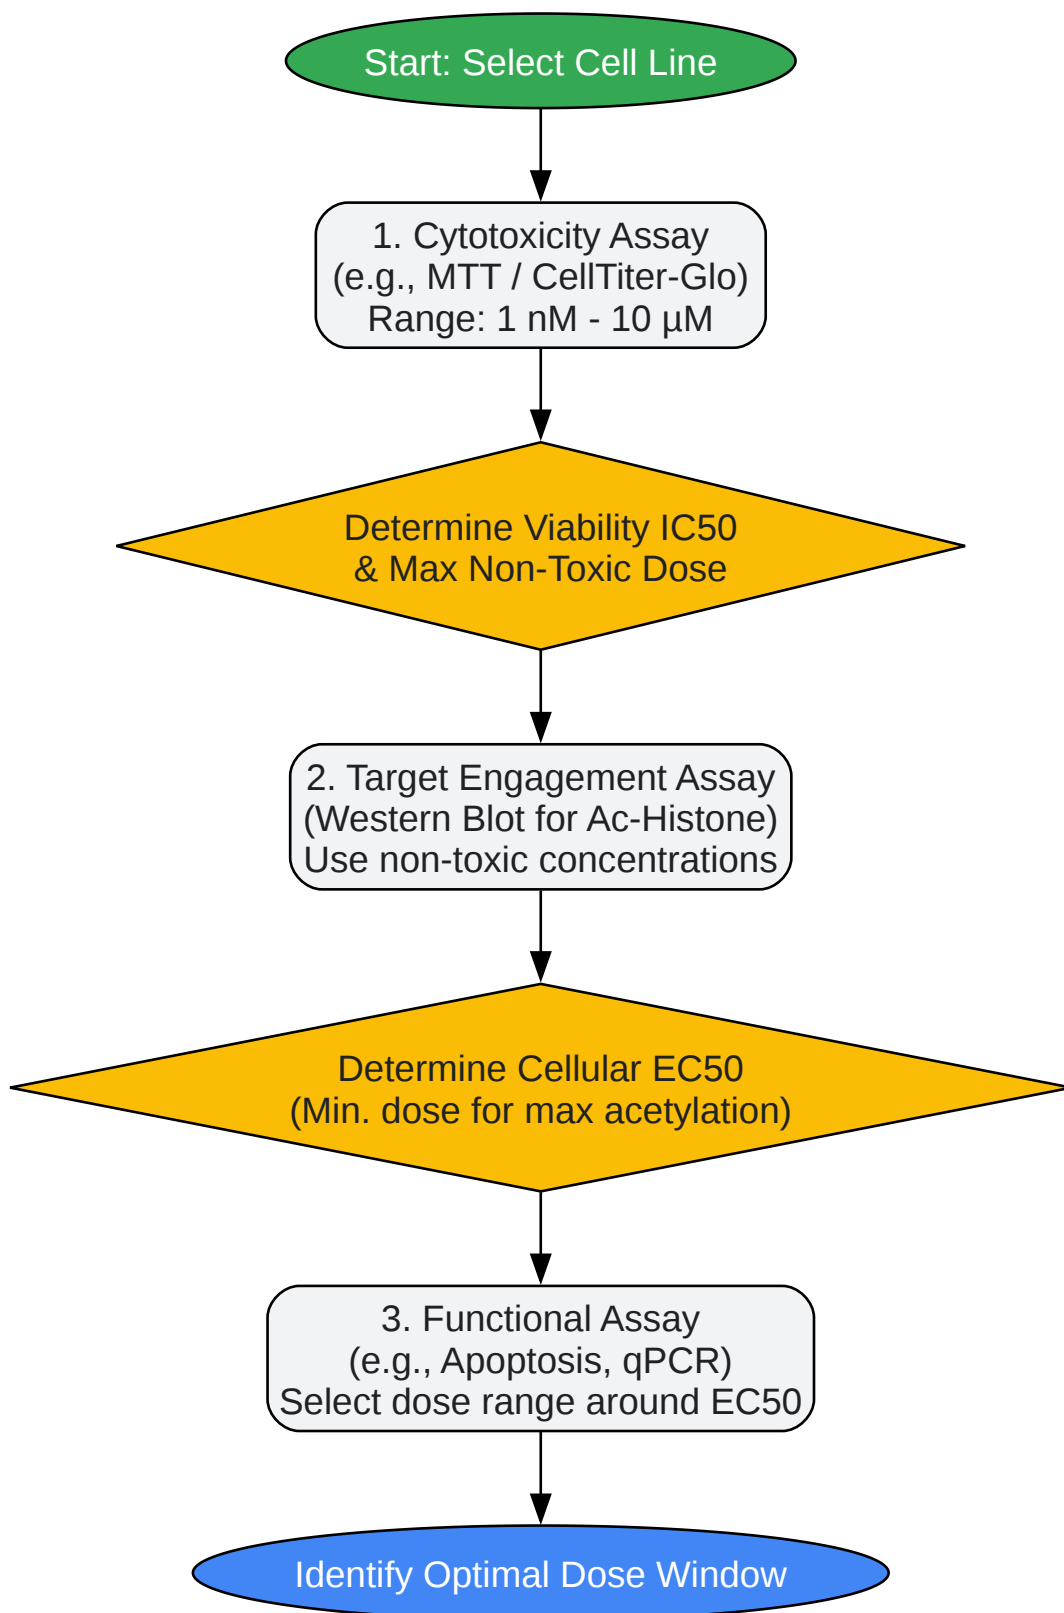 Start: Select Cell Line
1. Cytotoxicity Assay
(e.g., MTT / CellTiter-Glo)
Range: 1 nM - 10 µM
Determine Viability IC50
& Max Non-Toxic Dose
2. Target Engagement Assay
(Western Blot for Ac-Histone)
Use non-toxic concentrations
Determine Cellular EC50
(Min. dose for max acetylation)
3. Functional Assay
(e.g., Apoptosis, qPCR)
Select dose range around EC50
Identify Optimal Dose Window